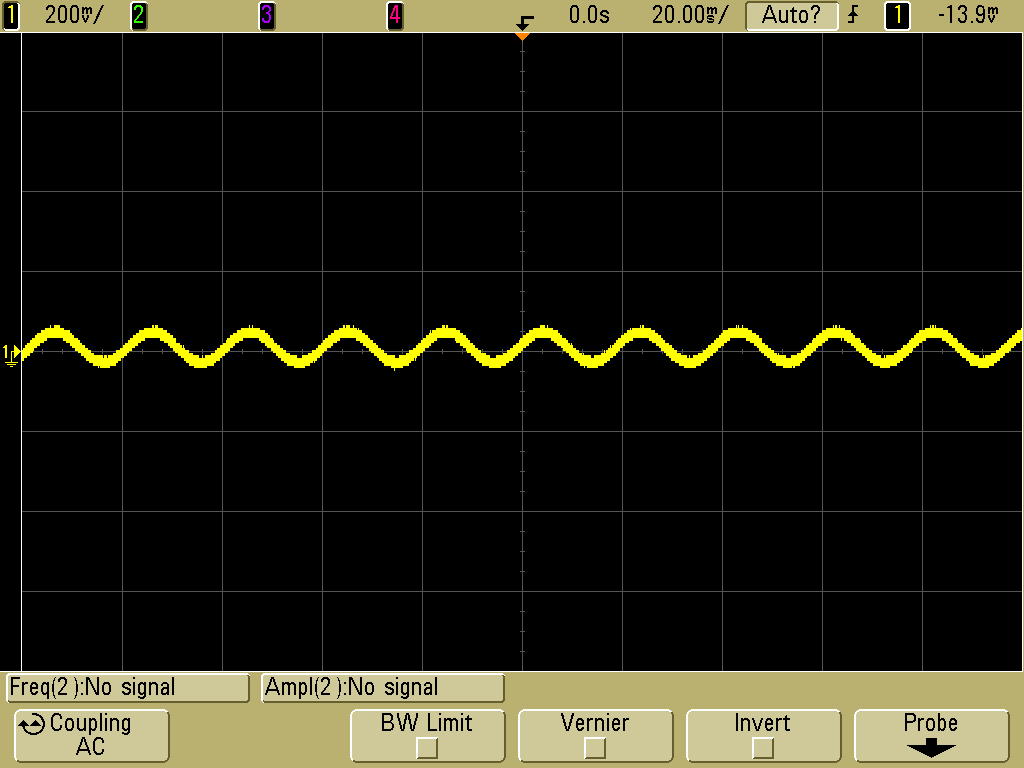 1 200mV/ 2 3 4 0.0s 20.00ms/ Auto? 1 -13.9mV
1
Freq(2):No signal Ampl(2):No signal
Coupling BW Limit Vernier Invert Probe
AC